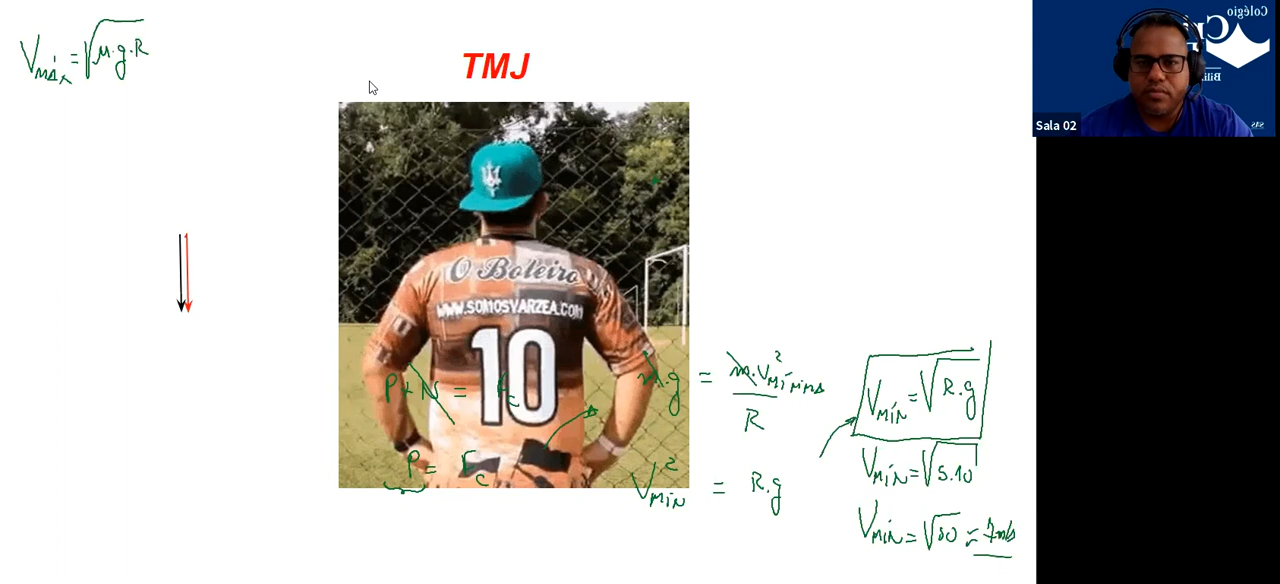 Vmáx = √μ.g.R
TMJ
O Boleiro
WWW.SOMOSVARZEA.COM
10
P + N = Fc
P = Fc
m.g = m.V²mínima / R
V²mín = R.g
Vmín = √R.g
Vmín = √5.10
Vmín = √50 ≈ 7m/s
Colégio
Sala 02